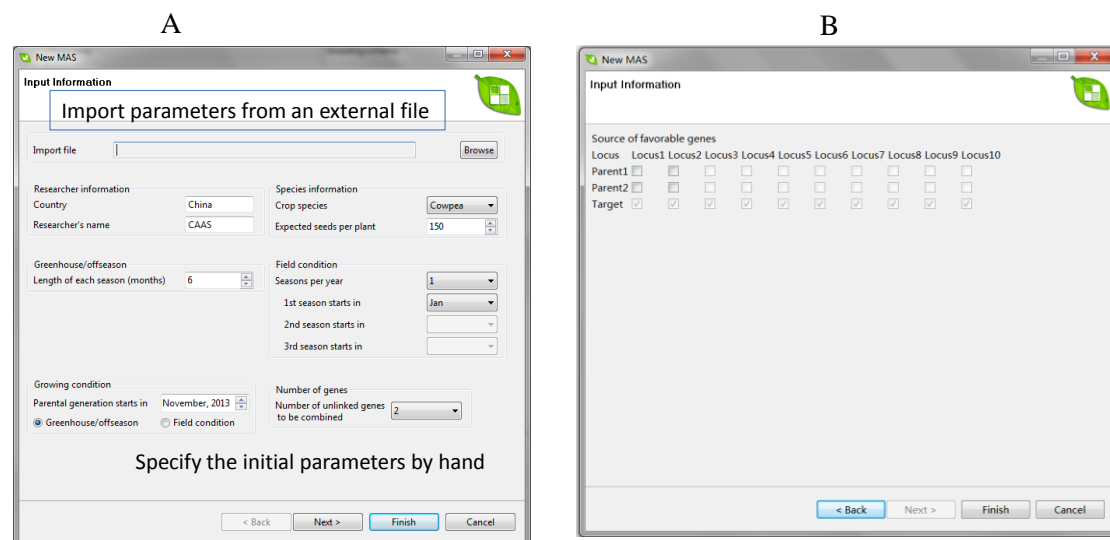 A
B
New MAS
Input Information
Import parameters from an external file
Import file
Browse
Researcher information
Country China
Researcher's name CAAS
Species information
Crop species Cowpea
Expected seeds per plant 150
Greenhouse/offseason
Length of each season (months) 6
Field condition
Seasons per year 1
1st season starts in Jan
2nd season starts in
3rd season starts in
Growing condition
Parental generation starts in November, 2013
Greenhouse/offseason Field condition
Number of genes
Number of unlinked genes
to be combined 2
Specify the initial parameters by hand
< Back Next > Finish Cancel
New MAS
Input Information
Source of favorable genes
Locus Locus1 Locus2 Locus3 Locus4 Locus5 Locus6 Locus7 Locus8 Locus9 Locus10
Parent1
Parent2
Target
< Back Next > Finish Cancel